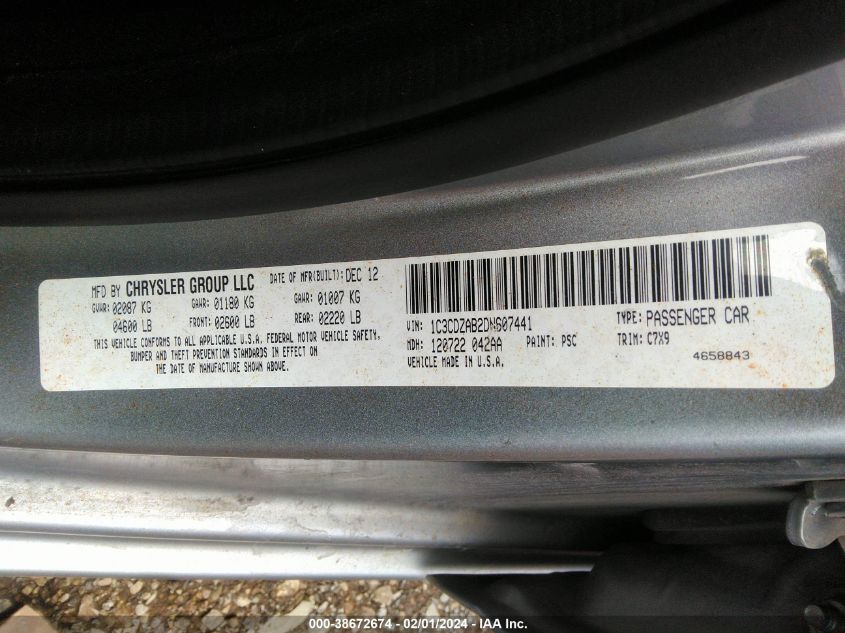 MFD BY CHRYSLER GROUP LLC DATE OF MFR(BUILT): DEC 12
GVWR: 02087 KG GAWR: 01180 KG GAWR: 01007 KG
04600 LB FRONT: 02600 LB REAR: 02220 LB
THIS VEHICLE CONFORMS TO ALL APPLICABLE U.S.A. FEDERAL MOTOR VEHICLE SAFETY,
BUMPER AND THEFT PREVENTION STANDARDS IN EFFECT ON
THE DATE OF MANUFACTURE SHOWN ABOVE.
VIN: 1C3CDZAB2DN607441 TYPE: PASSENGER CAR
MDH: 120722 042AA PAINT: PSC TRIM: C7X9
VEHICLE MADE IN U.S.A. 4658843
000-38672674 - 02/01/2024 - IAA, Inc.